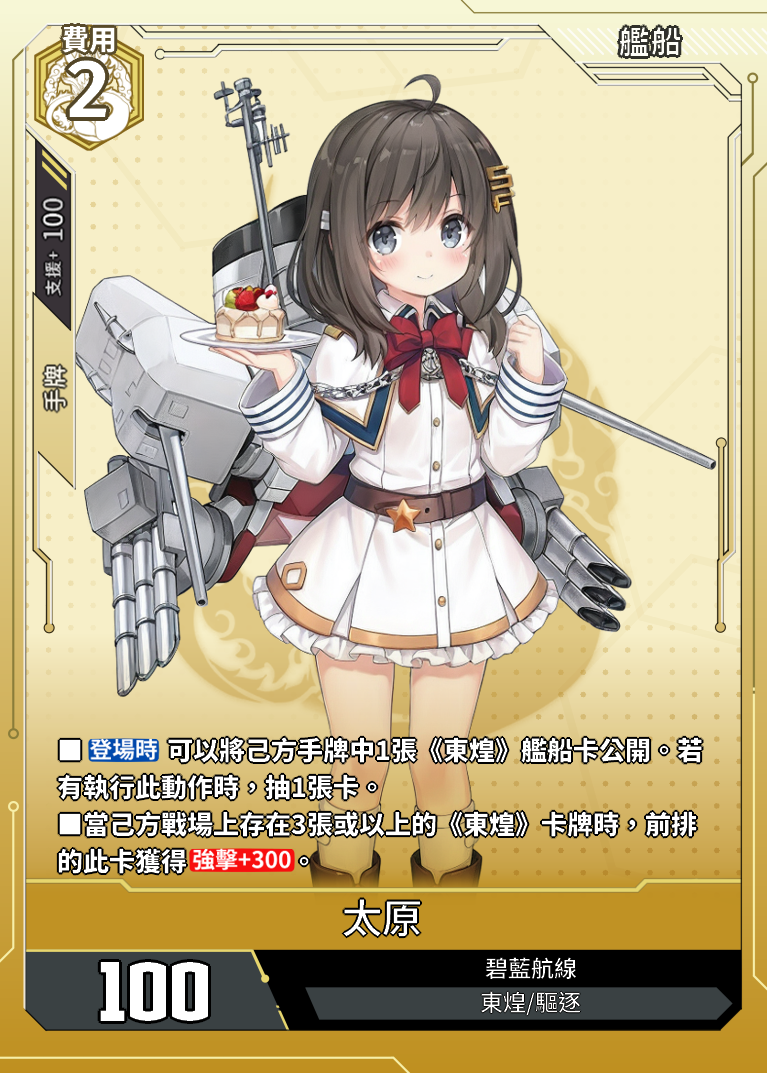 費用
2
艦船
支援+ 100
手牌
■ 登場時 可以將己方手牌中1張《東煌》艦船卡公開。若
有執行此動作時，抽1張卡。
■當己方戰場上存在3張或以上的《東煌》卡牌時，前排
的此卡獲得 強擊+300 。
太原
100
碧藍航線
東煌/驅逐